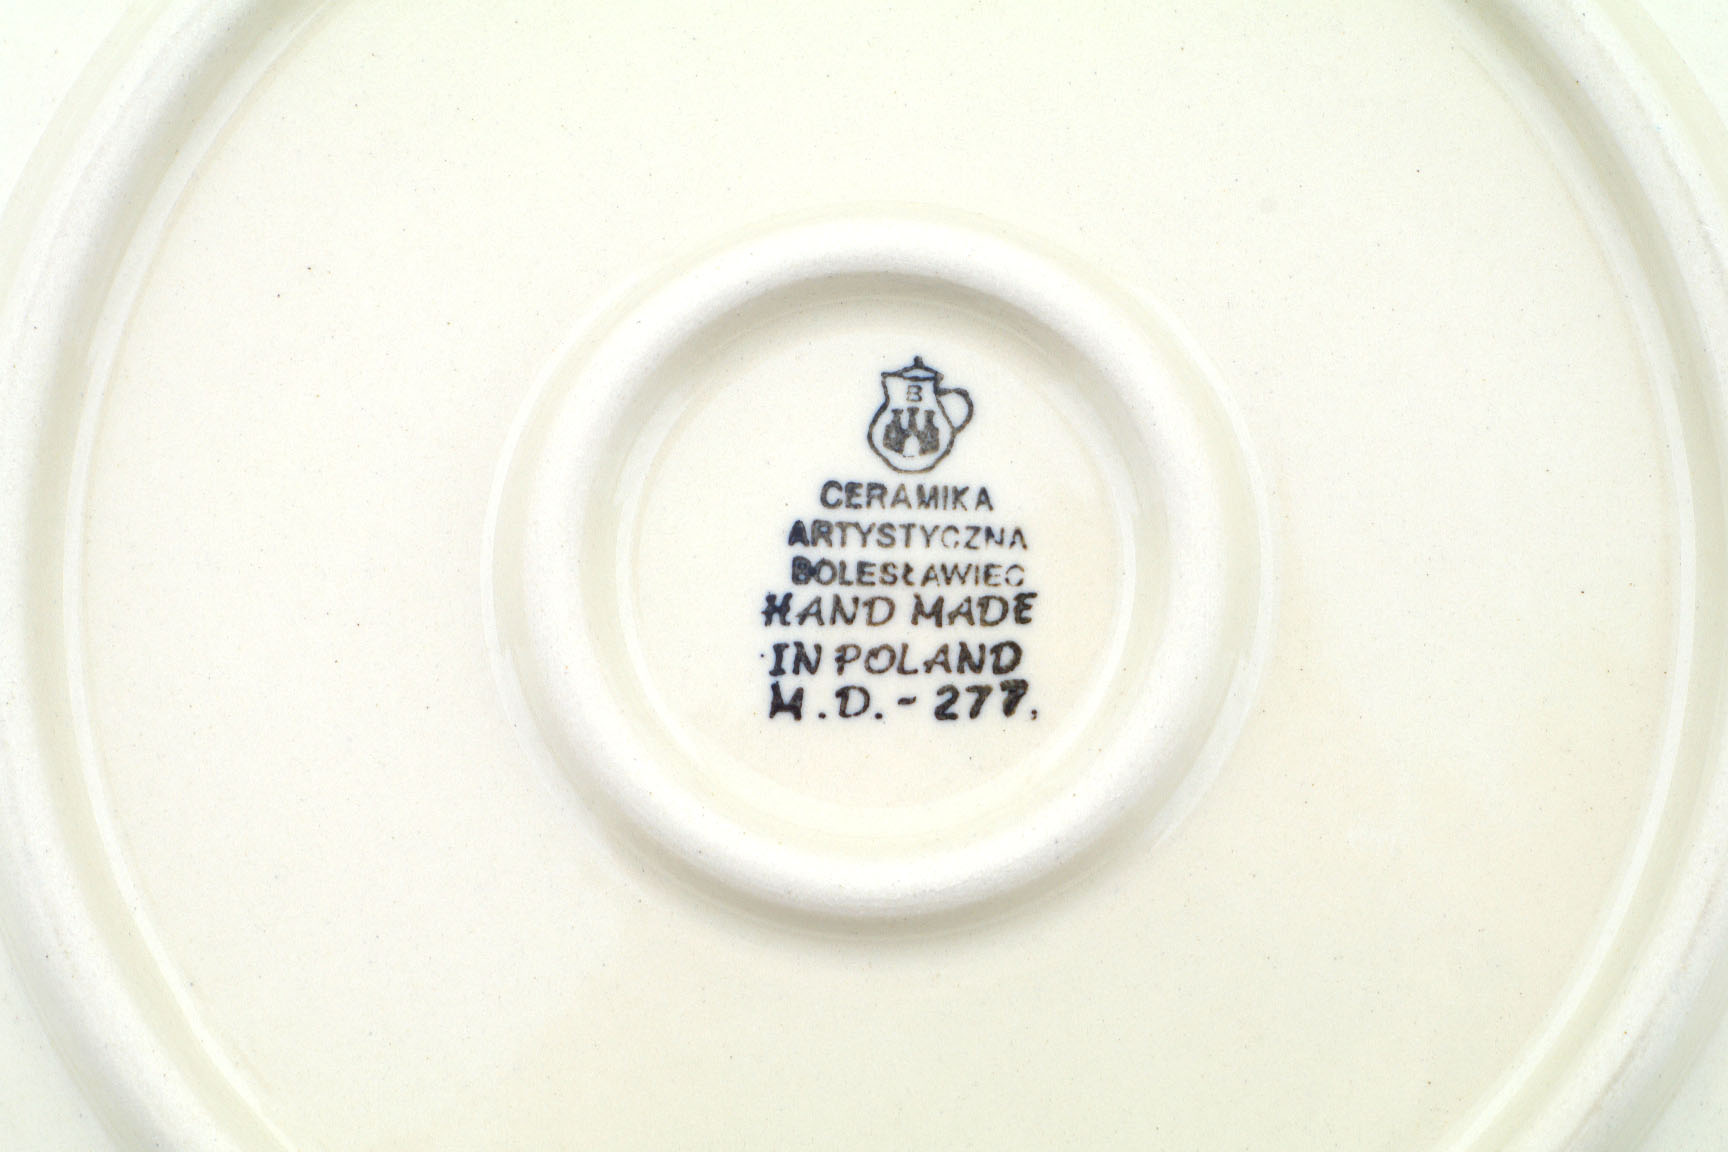 B
CERAMIKA
ARTYSTYCZNA
BOLESŁAWIEC
HAND MADE
IN POLAND
M.D.-277.